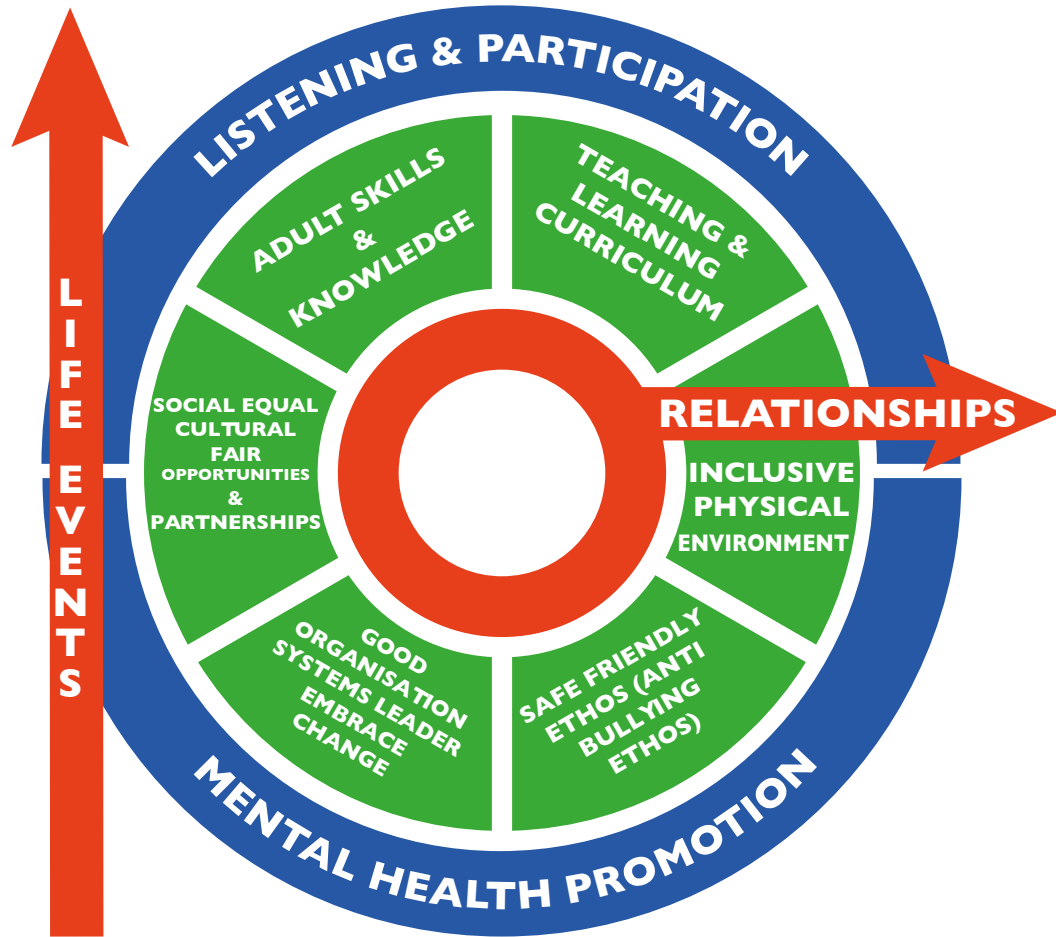 LISTENING & PARTICIPATION
ADULT SKILLS
&
KNOWLEDGE
TEACHING &
LEARNING
CURRICULUM
LIFE EVENTS
SOCIAL EQUAL
CULTURAL
FAIR
OPPORTUNITIES
&
PARTNERSHIPS
RELATIONSHIPS
INCLUSIVE
PHYSICAL
ENVIRONMENT
GOOD
ORGANISATION
SYSTEMS LEADER
EMBRACE
CHANGE
SAFE FRIENDLY
ETHOS (ANTI
BULLYING
ETHOS)
MENTAL HEALTH PROMOTION